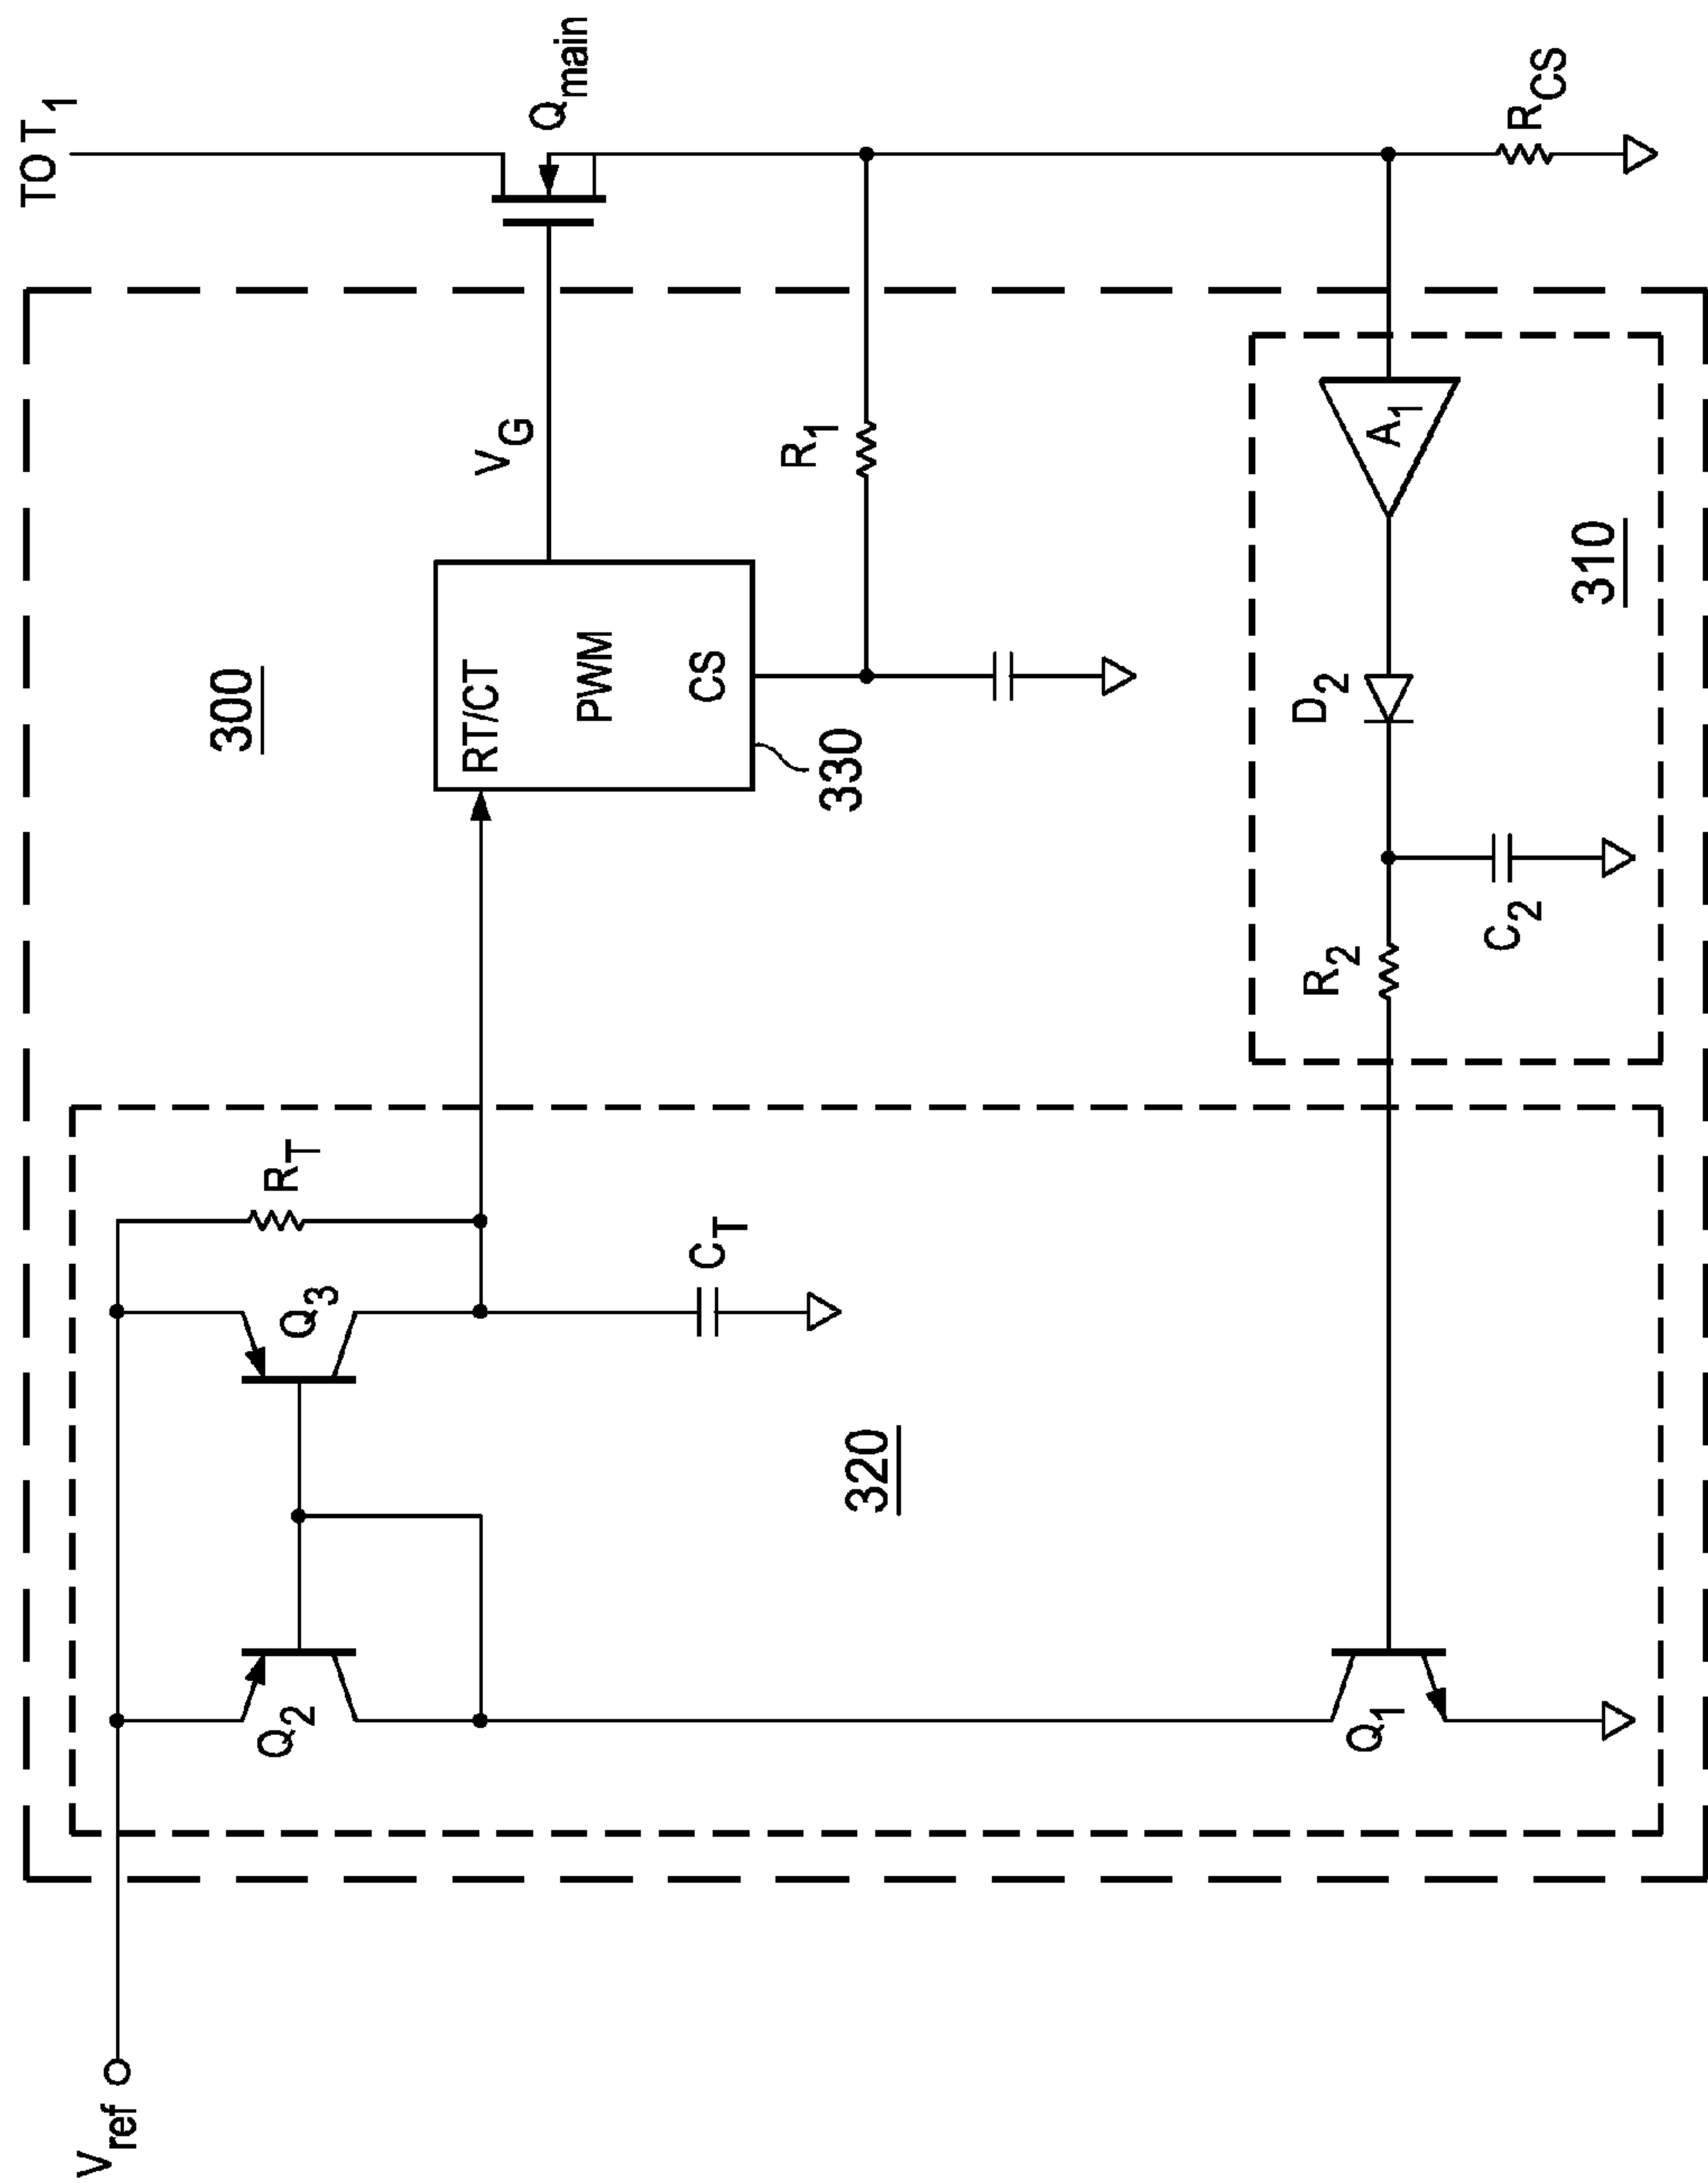 TO T1
Qmain
RCS
300
VG
R1
RT/CT
PWM
CS
330
A1
310
D2
R2
C2
RT
Q3
CT
320
Q2
Q1
Vref